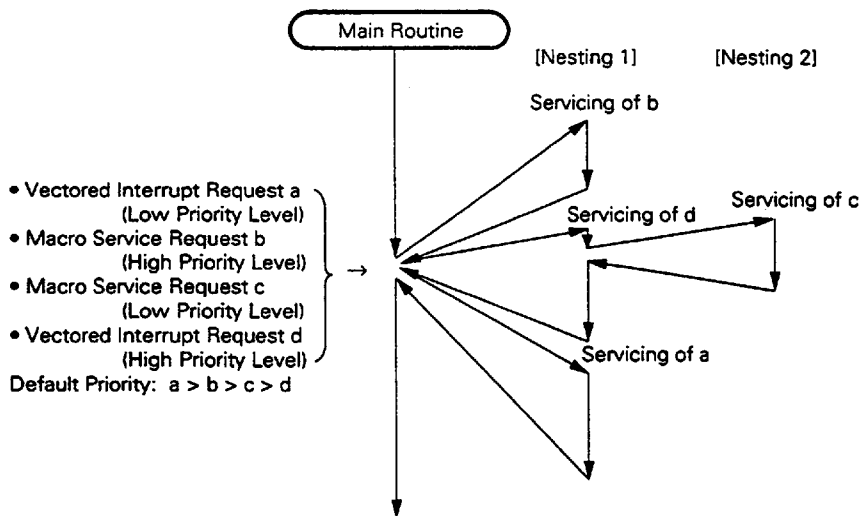 Main Routine
[Nesting 1]
[Nesting 2]
Servicing of b
• Vectored Interrupt Request a
(Low Priority Level)
• Macro Service Request b
(High Priority Level)
• Macro Service Request c
(Low Priority Level)
• Vectored Interrupt Request d
(High Priority Level)
Default Priority: a > b > c > d
→
Servicing of d
Servicing of c
Servicing of a